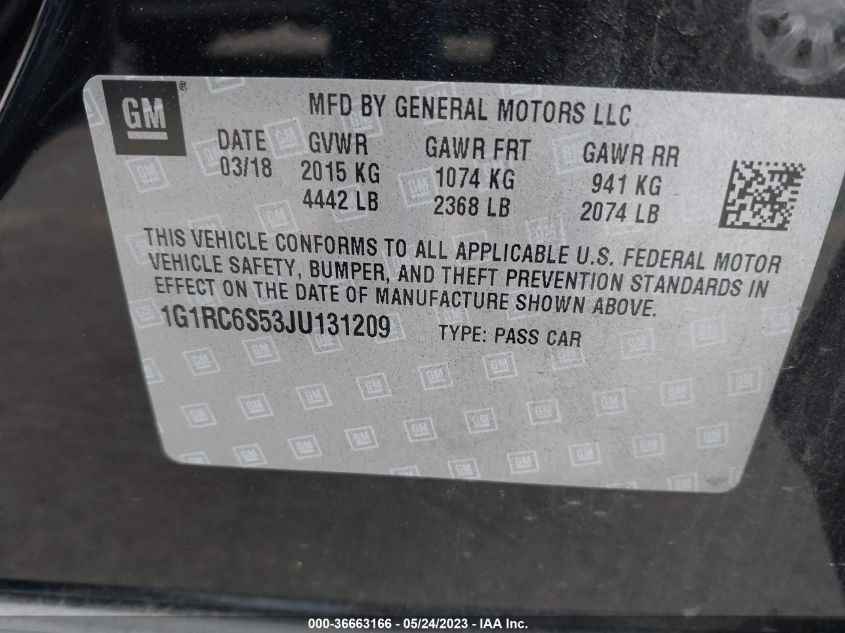 GM®
MFD BY GENERAL MOTORS LLC
DATE GVWR GAWR FRT GAWR RR
03/18 2015 KG 1074 KG 941 KG
4442 LB 2368 LB 2074 LB
THIS VEHICLE CONFORMS TO ALL APPLICABLE U.S. FEDERAL MOTOR
VEHICLE SAFETY, BUMPER, AND THEFT PREVENTION STANDARDS IN
EFFECT ON THE DATE OF MANUFACTURE SHOWN ABOVE.
1G1RC6S53JU131209 TYPE: PASS CAR
000-36663166 - 05/24/2023 - IAA Inc.